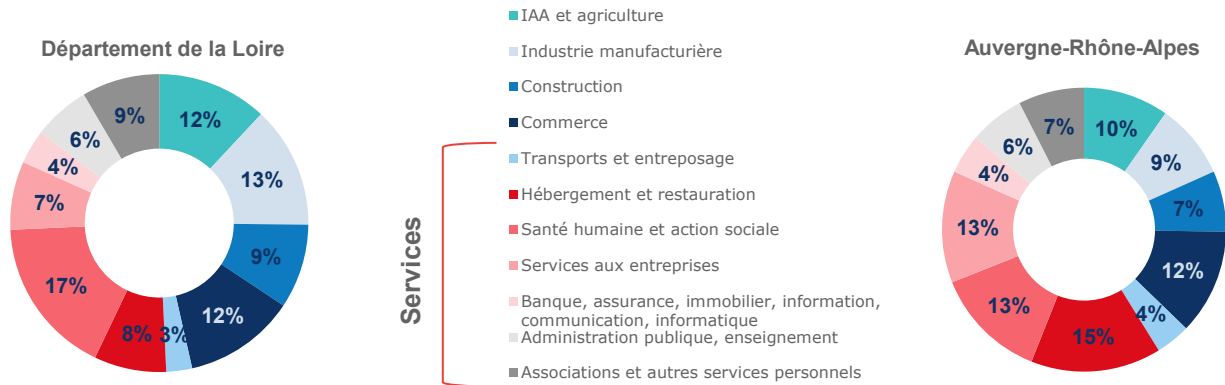 Département de la Loire
12%
13%
9%
12%
3%
8%
17%
7%
4%
6%
9%
IAA et agriculture
Industrie manufacturière
Construction
Commerce
Services
Transports et entreposage
Hébergement et restauration
Santé humaine et action sociale
Services aux entreprises
Banque, assurance, immobilier, information,
communication, informatique
Administration publique, enseignement
Associations et autres services personnels
Auvergne-Rhône-Alpes
10%
9%
7%
12%
4%
15%
13%
13%
4%
6%
7%